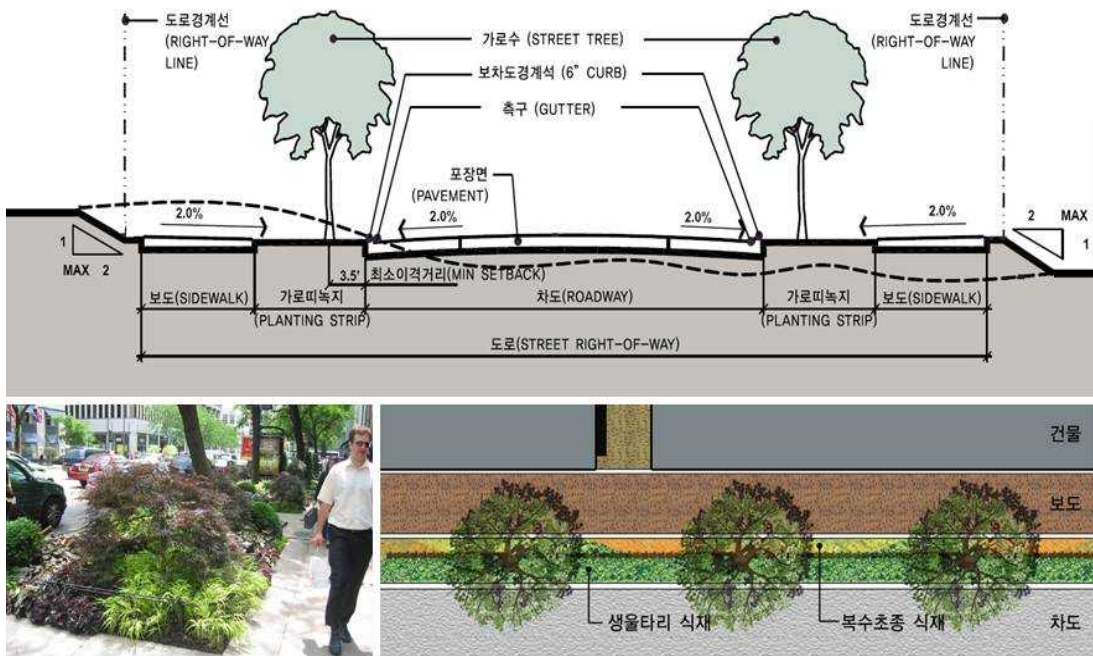 도로경계선
(RIGHT-OF-WAY
LINE)
가로수 (STREET TREE)
도로경계선
(RIGHT-OF-WAY
LINE)
보차도경계석 (6" CURB)
측구 (GUTTER)
포장면
(PAVEMENT)
2.0%
2.0%
2.0%
2.0%
2 MAX
1
1
MAX 2
3.5' 최소이격거리(MIN SETBACK)
보도(SIDEWALK)
가로띠녹지
(PLANTING STRIP)
차도(ROADWAY)
가로띠녹지
(PLANTING STRIP)
보도(SIDEWALK)
도로(STREET RIGHT-OF-WAY)
건물
보도
생울타리 식재
복수초종 식재
차도